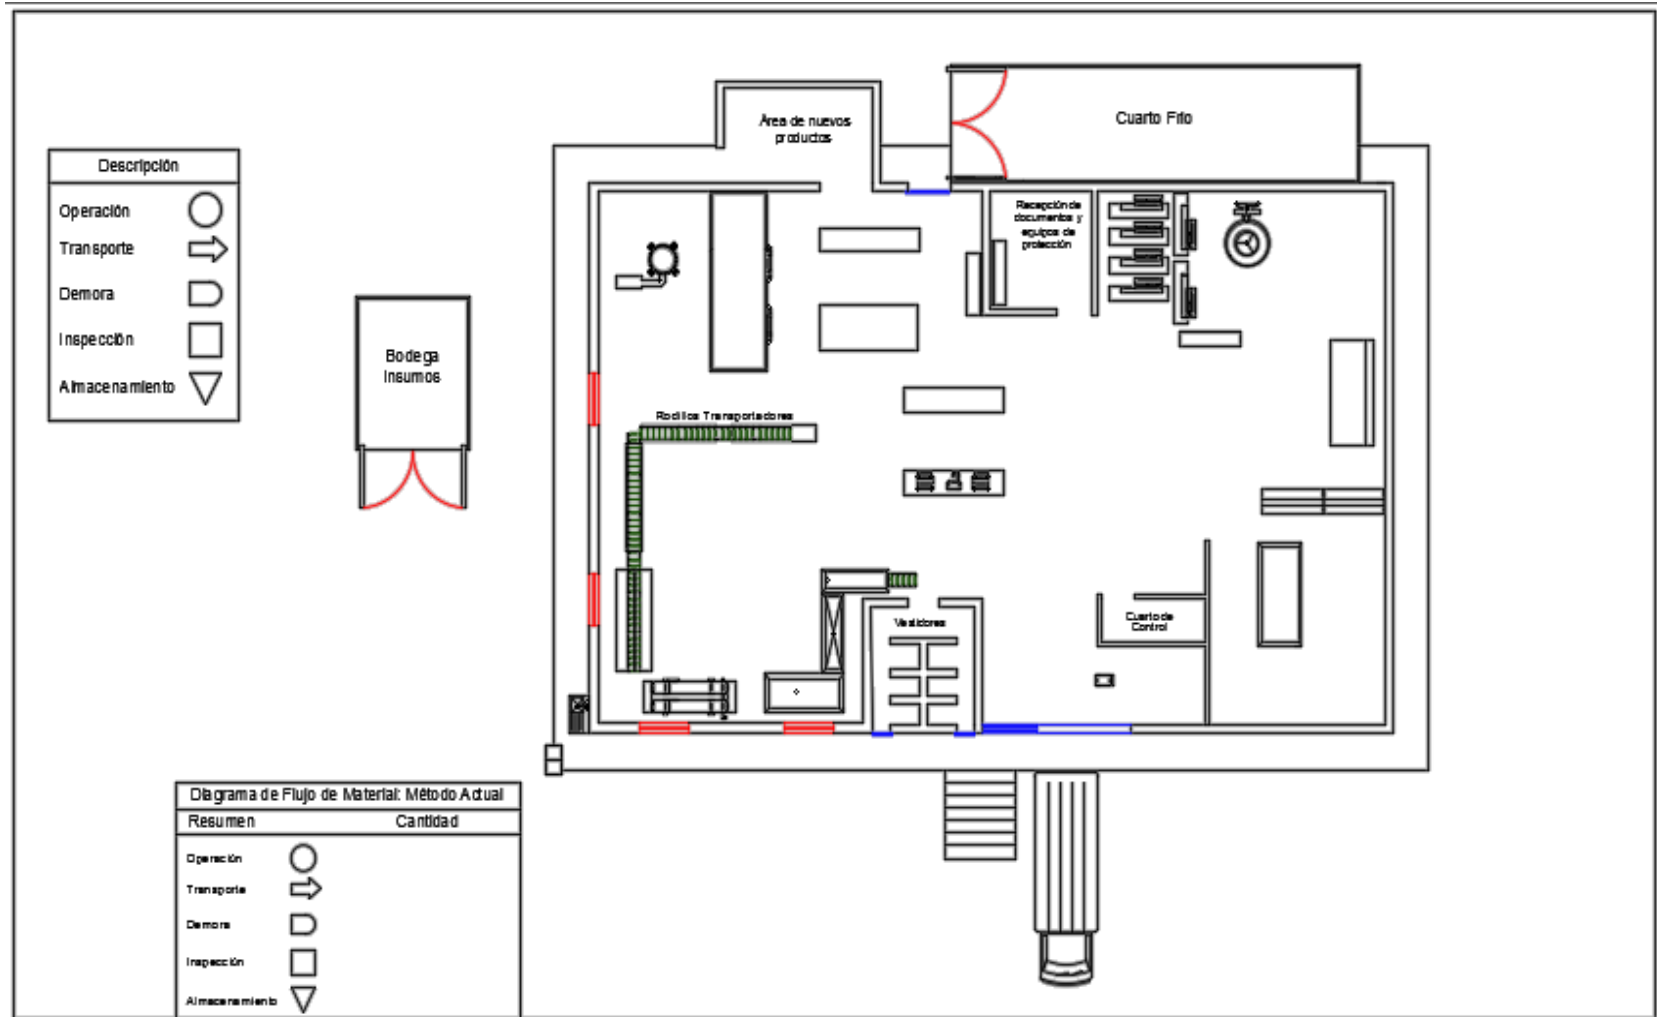 Área de nuevos
productos
Cuarto Frio
Descripción
Operación
Transporte
Demora
Inspección
Almacenamiento
Recepción de
documentos y
equipos de
protección
Bodega
Insumos
Rodillos Transportadores
Vestidores
Cuarto de
Control
Diagrama de Flujo de Material: Método Actual
Resumen Cantidad
Operación
Transporte
Demora
Inspección
Almacenamiento